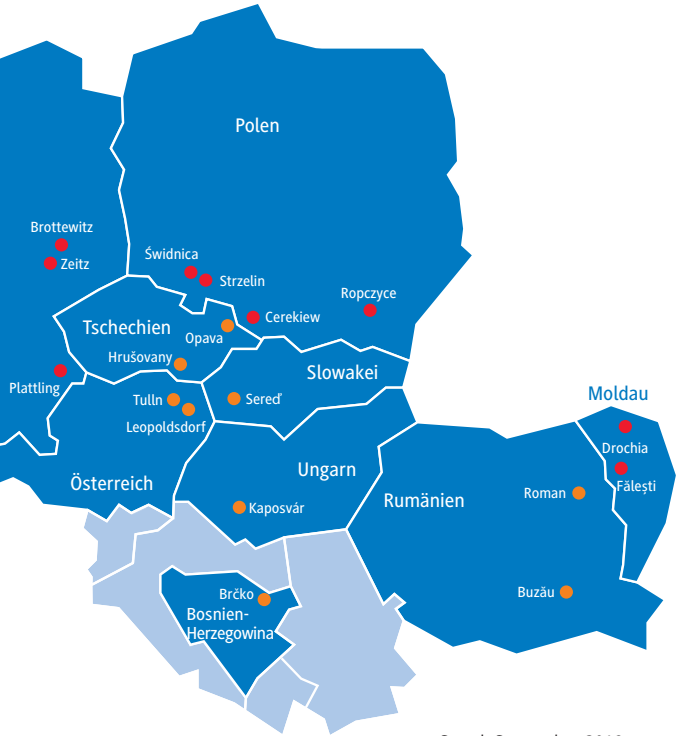 Polen
Brottewitz
Zeitz
Świdnica
Strzelin
Ropczyce
Cerekiew
Tschechien
Opava
Hrušovany
Slowakei
Plattling
Tulln
Sereď
Leopoldsdorf
Moldau
Drochia
Fălești
Österreich
Ungarn
Rumänien
Roman
Kaposvár
Brčko
Buzău
Bosnien-
Herzegowina